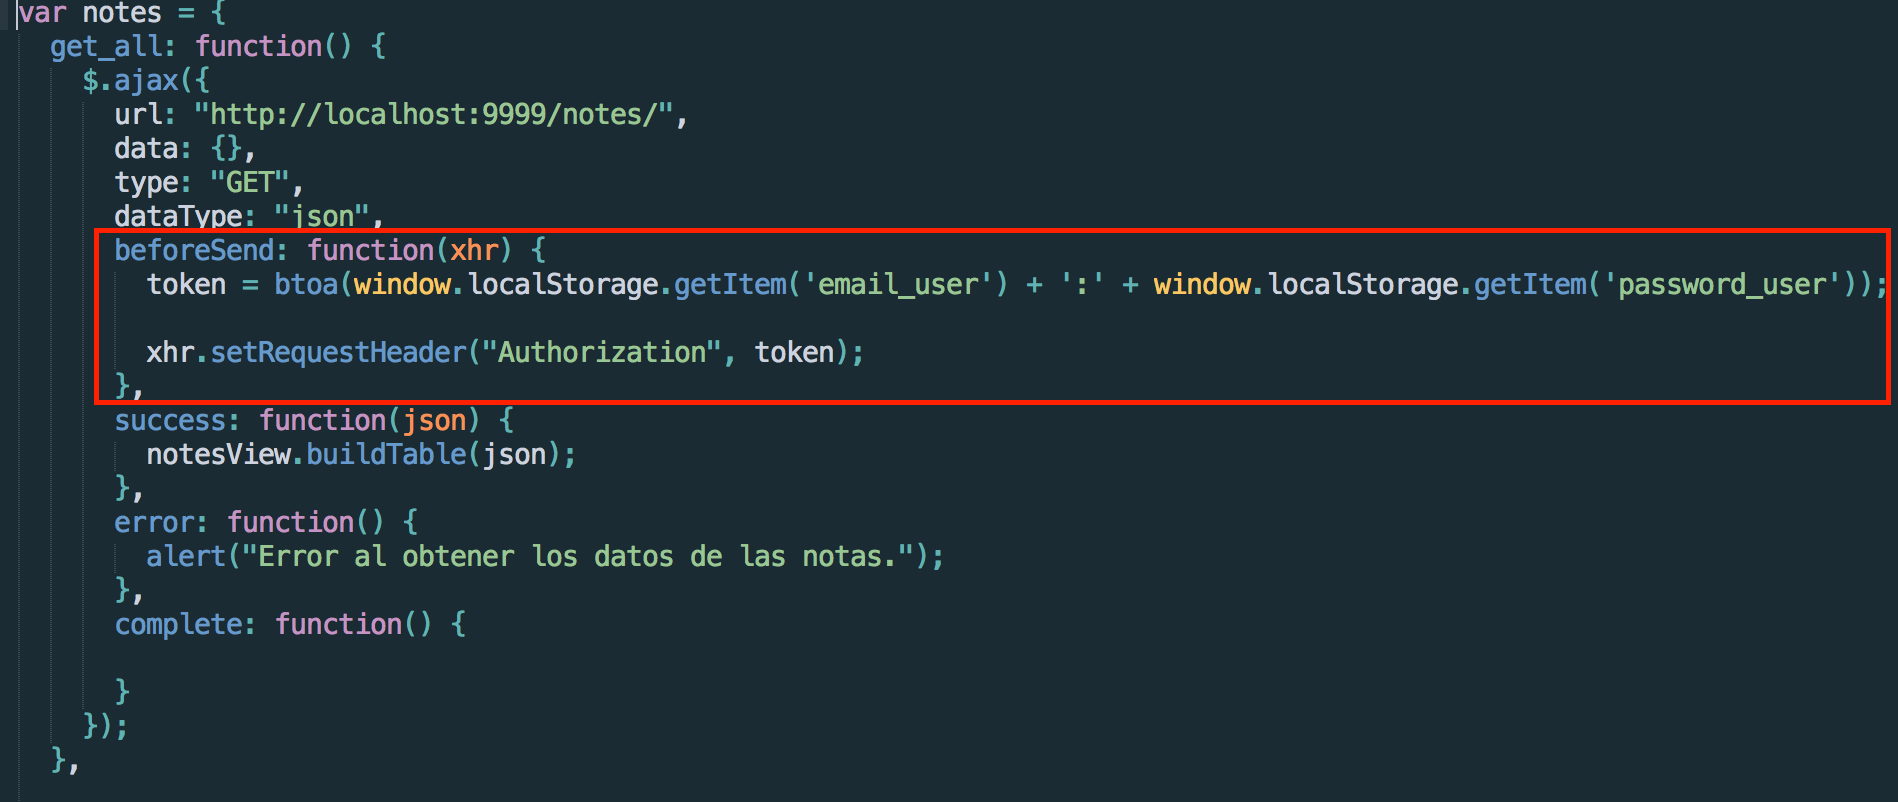 var notes = {
get_all: function() {
$.ajax({
url: "http://localhost:9999/notes/",
data: {},
type: "GET",
dataType: "json",
beforeSend: function(xhr) {
token = btoa(window.localStorage.getItem('email_user') + ':' + window.localStorage.getItem('password_user'));
xhr.setRequestHeader("Authorization", token);
},
success: function(json) {
notesView.buildTable(json);
},
error: function() {
alert("Error al obtener los datos de las notas.");
},
complete: function() {
}
});
},